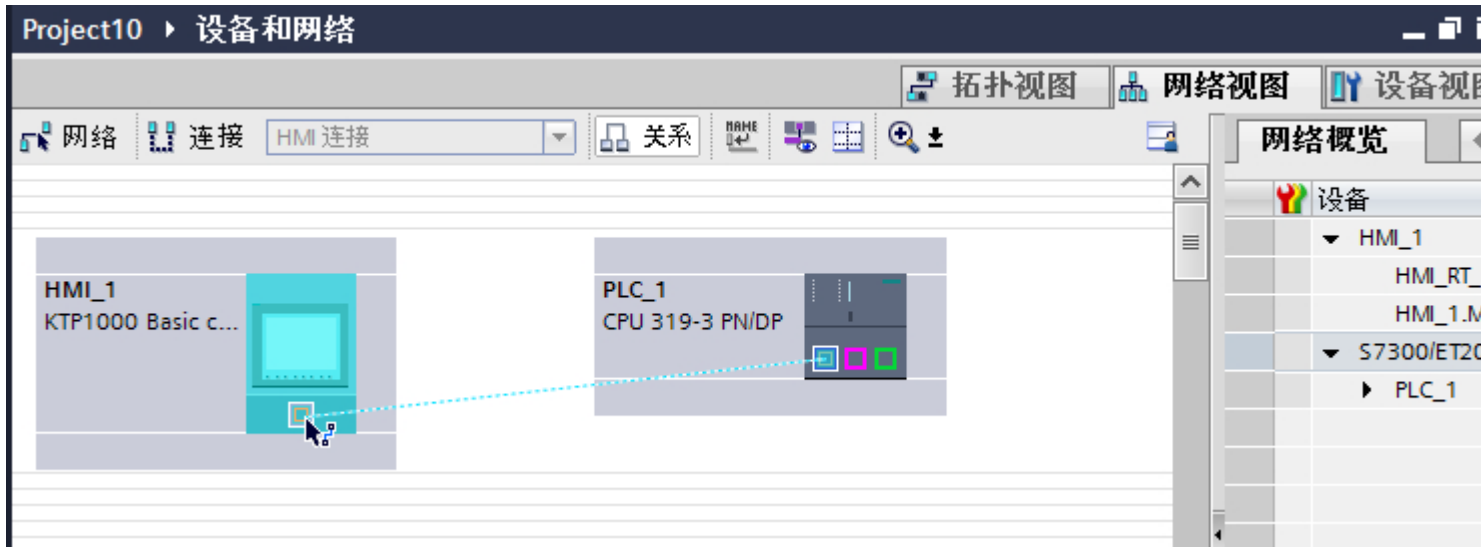 Project10 ▸ 设备和网络
拓扑视图 网络视图 设备视图
网络 连接 HMI 连接 关系
网络概览
设备
HMI_1
HMI_RT_
HMI_1.M
S7300/ET20
PLC_1
HMI_1
KTP1000 Basic c...
PLC_1
CPU 319-3 PN/DP